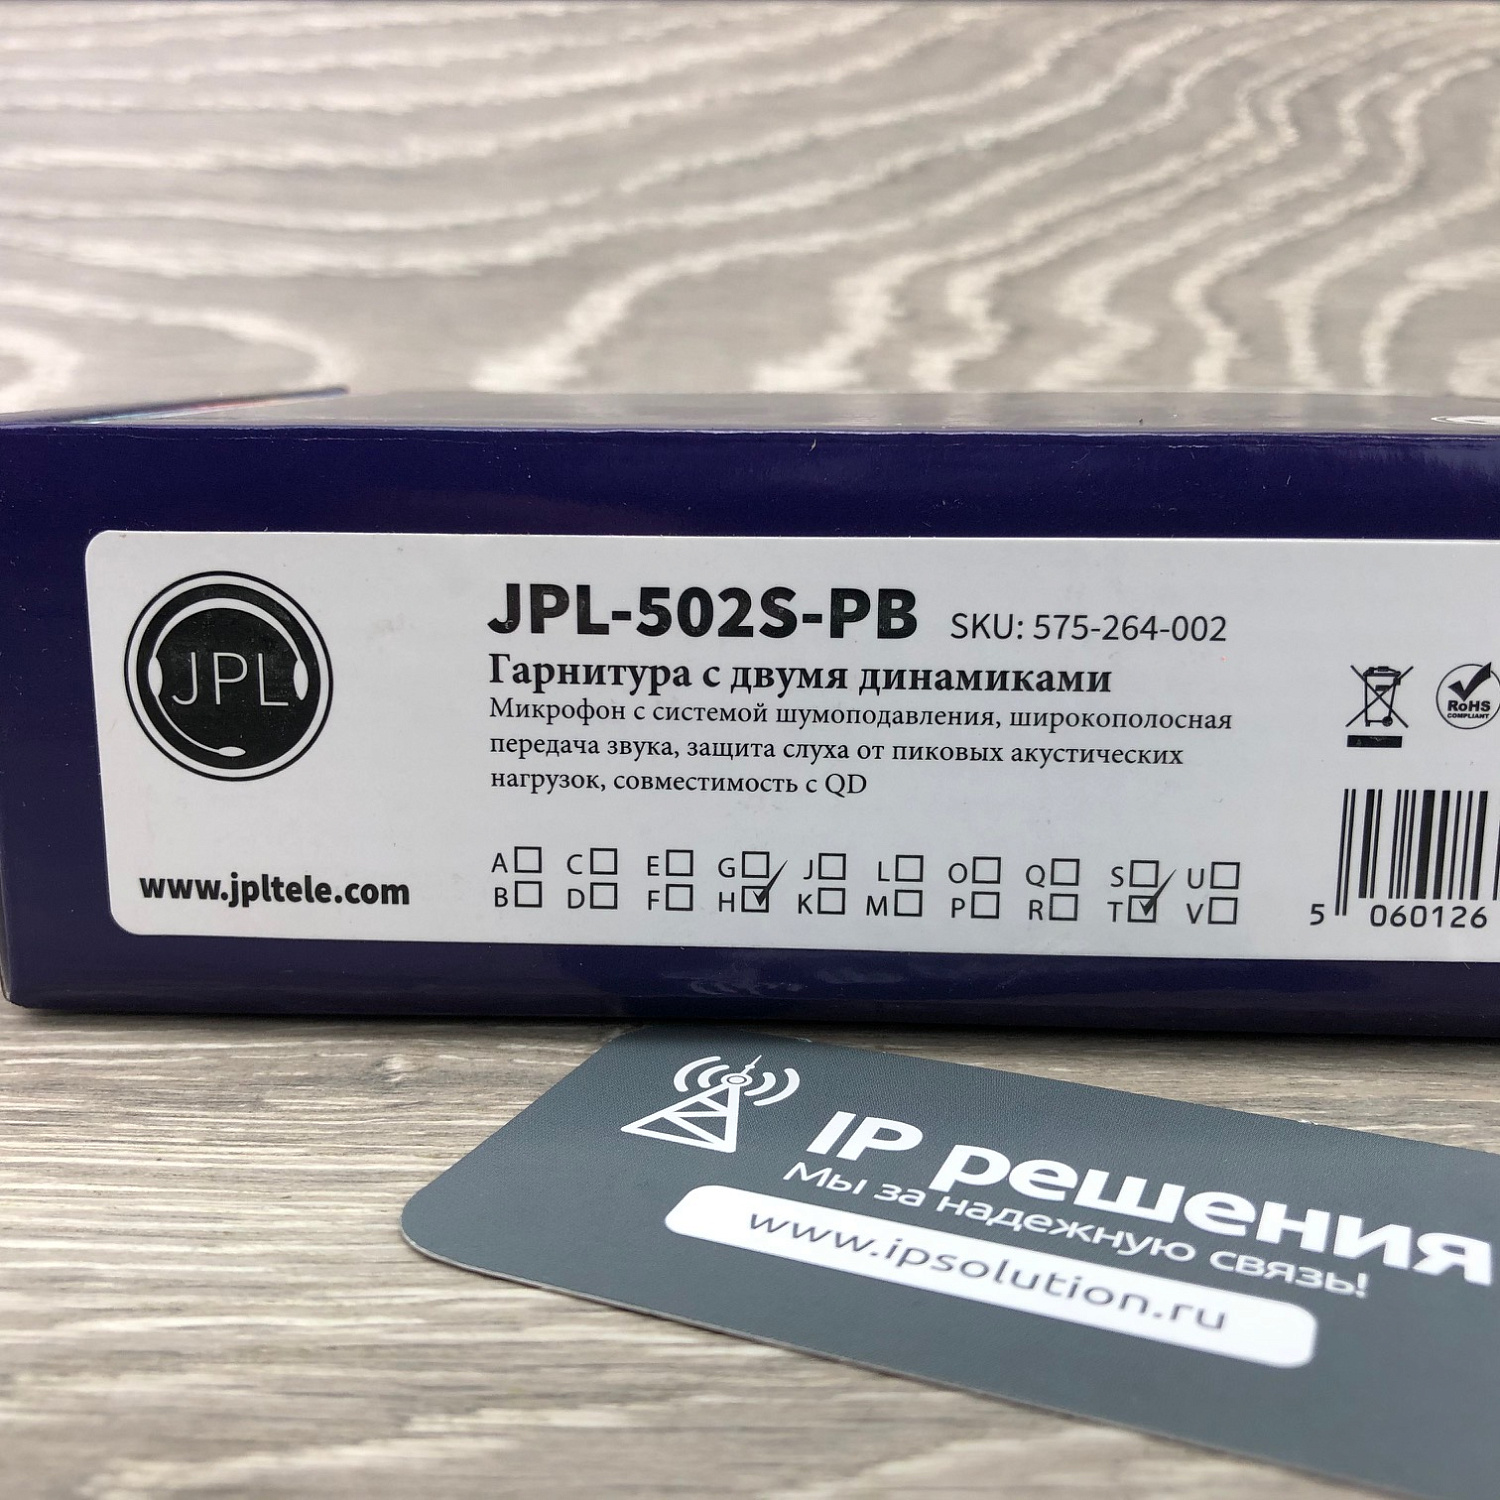 JPL
JPL-502S-PB SKU: 575-264-002
Гарнитура с двумя динамиками
Микрофон с системой шумоподавления, широкополосная
передача звука, защита слуха от пиковых акустических
нагрузок, совместимость с QD
RoHS
COMPLIANT
www.jpltele.com
A C E G J L O Q S U
B D F H K M P R T V
5 060126
IP решения
Мы за надежную связь!
www.ipsolution.ru